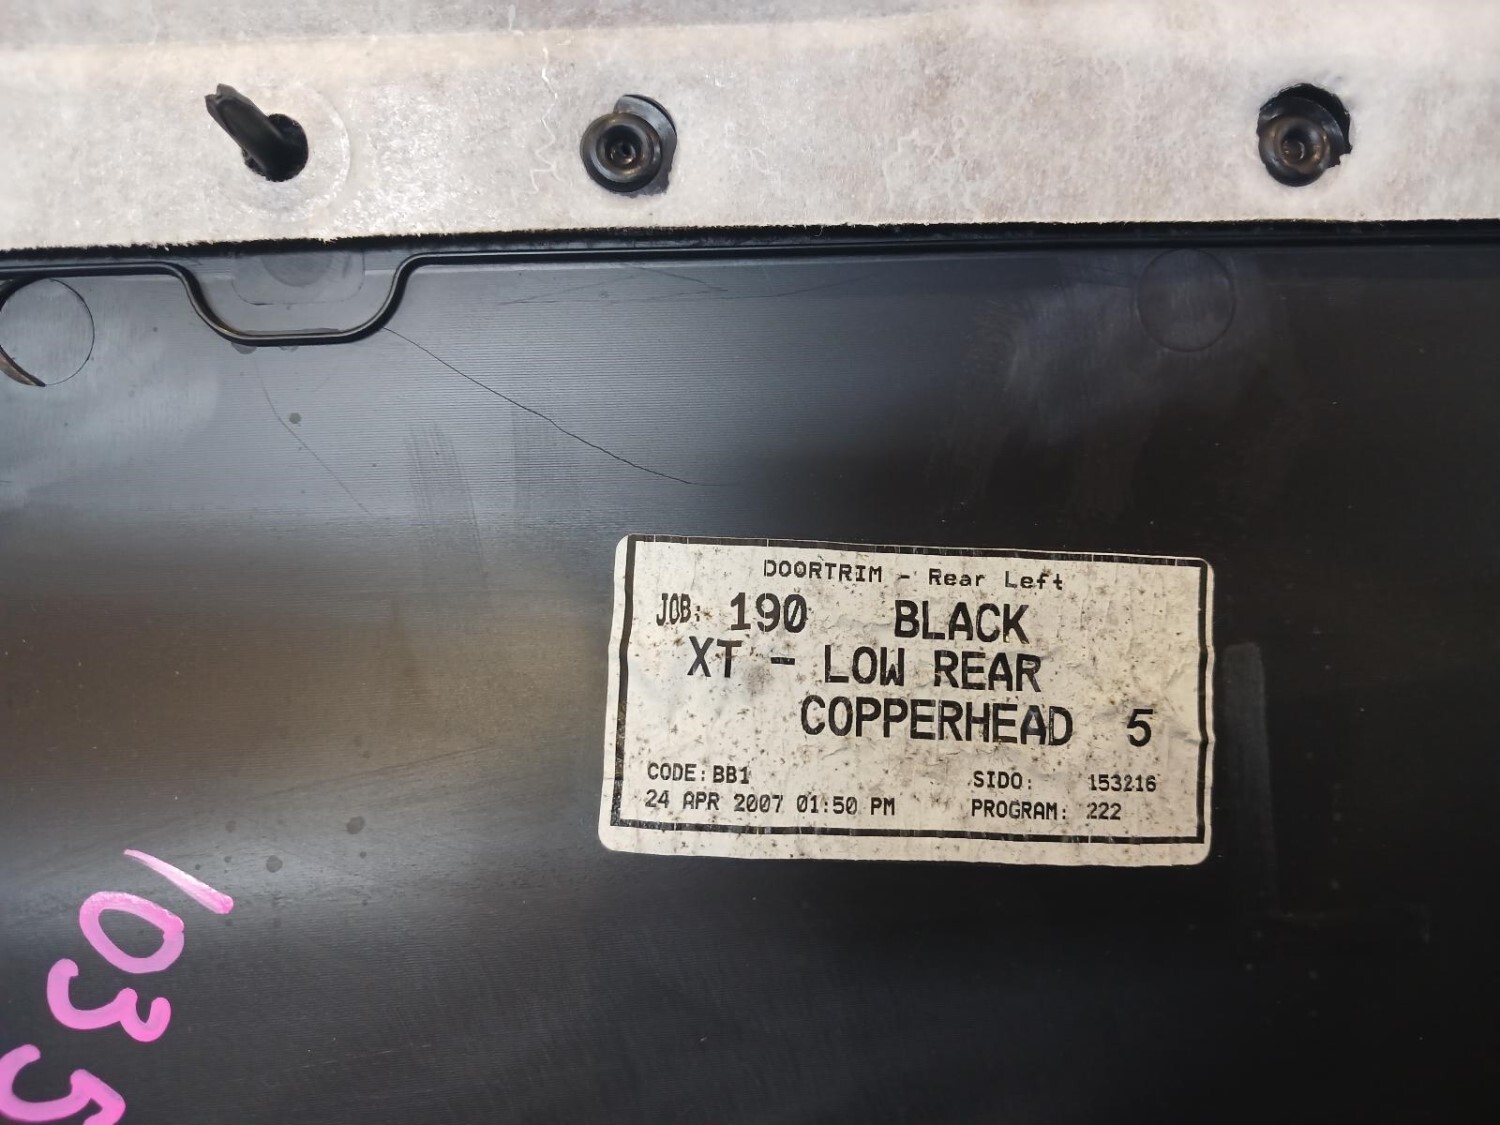 DOORTRIM - Rear Left
JOB: 190 BLACK
XT - LOW REAR
COPPERHEAD 5
CODE:BB1 SIDO: 153216
24 APR 2007 01:50 PM PROGRAM: 222
1035